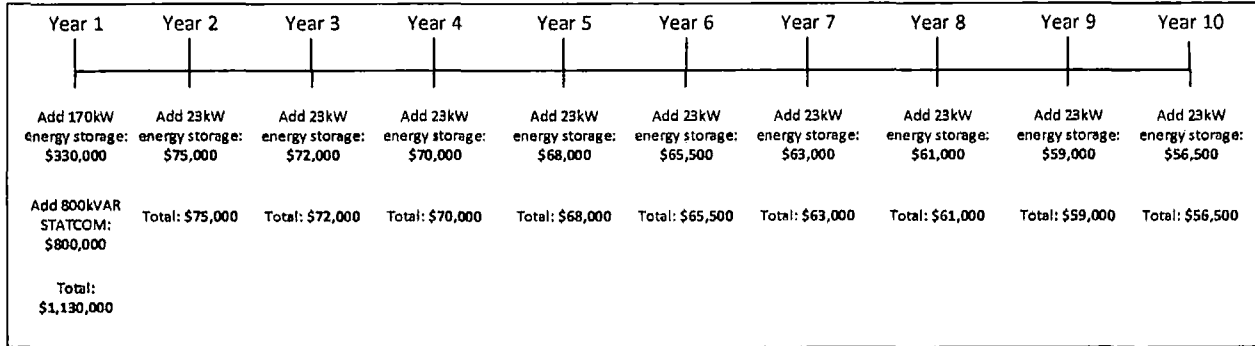 Year 1 Year 2 Year 3 Year 4 Year 5 Year 6 Year 7 Year 8 Year 9 Year 10
Add 170kW Add 23kW Add 23kW Add 23kW Add 23kW Add 23kW Add 23kW Add 23kW Add 23kW Add 23kW
energy storage: energy storage: energy storage: energy storage: energy storage: energy storage: energy storage: energy storage: energy storage: energy storage:
$330,000 $75,000 $72,000 $70,000 $68,000 $65,500 $63,000 $61,000 $59,000 $56,500
Add 800kVAR
STATCOM:
$800,000
Total: $75,000 Total: $72,000 Total: $70,000 Total: $68,000 Total: $65,500 Total: $63,000 Total: $61,000 Total: $59,000 Total: $56,500
Total:
$1,130,000